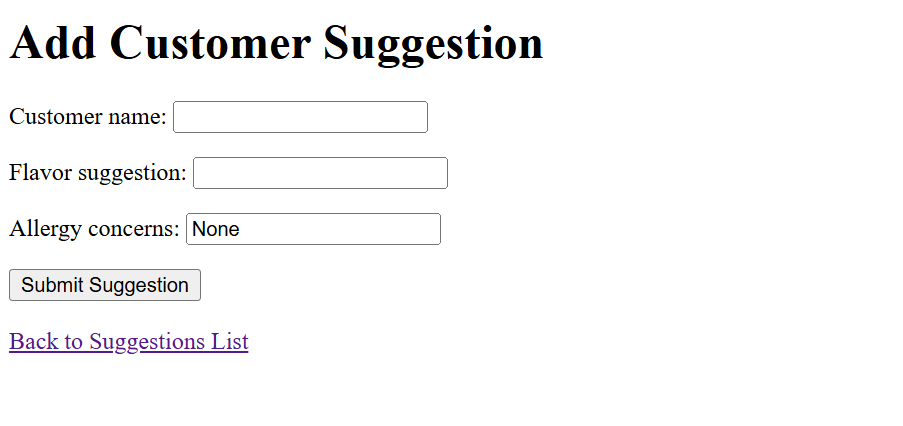 Add Customer Suggestion
Customer name:
Flavor suggestion:
Allergy concerns: None
Submit Suggestion
Back to Suggestions List